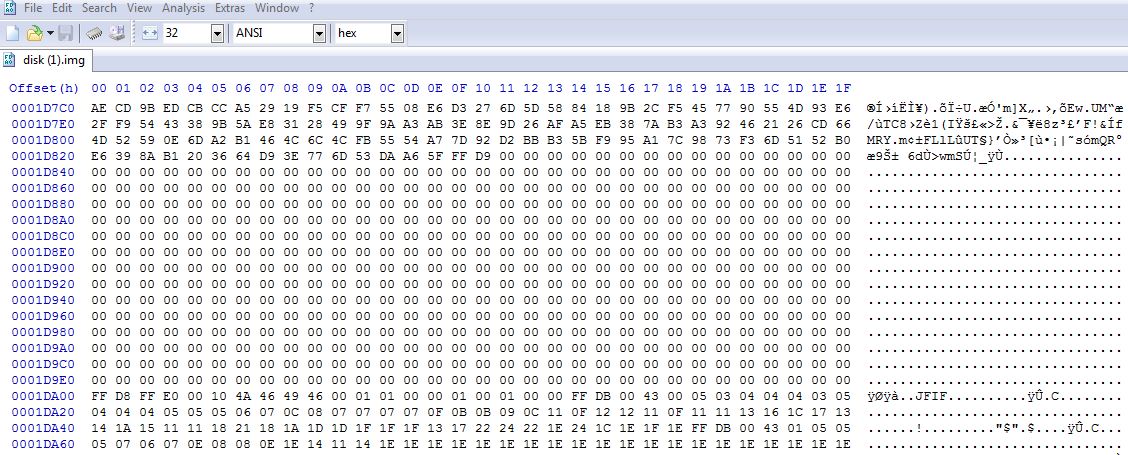 File Edit Search View Analysis Extras Window ?
32 ANSI hex
disk (1).img
Offset(h) 00 01 02 03 04 05 06 07 08 09 0A 0B 0C 0D 0E 0F 10 11 12 13 14 15 16 17 18 19 1A 1B 1C 1D 1E 1F
0001D7C0 AE CD 9B ED CB CC A5 29 19 F5 CF F7 55 08 E6 D3 27 6D 5D 58 84 18 9B 2C F5 45 77 90 55 4D 93 E6 ®Í›íËÌ¥).õÏ÷U.æÓ'm]X„.›,õEw.UM“æ
0001D7E0 2F F9 54 43 38 9B 5A E8 31 28 49 9F 9A A3 AB 3E 8E 9D 26 AF A5 EB 38 7A B3 A3 92 46 21 26 CD 66 /ùTC8›Zè1(IŸš£«>Ž.&¯¥ë8z³£’F!&Íf
0001D800 4D 52 59 0E 6D A2 B1 46 4C 6C 4C FB 55 54 A7 7D 92 D2 BB B3 5B F9 95 A1 7C 98 73 F3 6D 51 52 B0 MRY.m¢±FLlLûUT§}’Ò»³[ù•¡|˜sómQR°
0001D820 E6 39 8A B1 20 36 64 D9 3E 77 6D 53 DA A6 5F FF D9 00 00 00 00 00 00 00 00 00 00 00 00 00 00 00 æ9Š± 6dÙ>wmSÚ¦_ÿÙ...............
0001D840 00 00 00 00 00 00 00 00 00 00 00 00 00 00 00 00 00 00 00 00 00 00 00 00 00 00 00 00 00 00 00 00 ................................
0001D860 00 00 00 00 00 00 00 00 00 00 00 00 00 00 00 00 00 00 00 00 00 00 00 00 00 00 00 00 00 00 00 00 ................................
0001D880 00 00 00 00 00 00 00 00 00 00 00 00 00 00 00 00 00 00 00 00 00 00 00 00 00 00 00 00 00 00 00 00 ................................
0001D8A0 00 00 00 00 00 00 00 00 00 00 00 00 00 00 00 00 00 00 00 00 00 00 00 00 00 00 00 00 00 00 00 00 ................................
0001D8C0 00 00 00 00 00 00 00 00 00 00 00 00 00 00 00 00 00 00 00 00 00 00 00 00 00 00 00 00 00 00 00 00 ................................
0001D8E0 00 00 00 00 00 00 00 00 00 00 00 00 00 00 00 00 00 00 00 00 00 00 00 00 00 00 00 00 00 00 00 00 ................................
0001D900 00 00 00 00 00 00 00 00 00 00 00 00 00 00 00 00 00 00 00 00 00 00 00 00 00 00 00 00 00 00 00 00 ................................
0001D920 00 00 00 00 00 00 00 00 00 00 00 00 00 00 00 00 00 00 00 00 00 00 00 00 00 00 00 00 00 00 00 00 ................................
0001D940 00 00 00 00 00 00 00 00 00 00 00 00 00 00 00 00 00 00 00 00 00 00 00 00 00 00 00 00 00 00 00 00 ................................
0001D960 00 00 00 00 00 00 00 00 00 00 00 00 00 00 00 00 00 00 00 00 00 00 00 00 00 00 00 00 00 00 00 00 ................................
0001D980 00 00 00 00 00 00 00 00 00 00 00 00 00 00 00 00 00 00 00 00 00 00 00 00 00 00 00 00 00 00 00 00 ................................
0001D9A0 00 00 00 00 00 00 00 00 00 00 00 00 00 00 00 00 00 00 00 00 00 00 00 00 00 00 00 00 00 00 00 00 ................................
0001D9C0 00 00 00 00 00 00 00 00 00 00 00 00 00 00 00 00 00 00 00 00 00 00 00 00 00 00 00 00 00 00 00 00 ................................
0001D9E0 00 00 00 00 00 00 00 00 00 00 00 00 00 00 00 00 00 00 00 00 00 00 00 00 00 00 00 00 00 00 00 00 ................................
0001DA00 FF D8 FF E0 00 10 4A 46 49 46 00 01 01 00 00 01 00 01 00 00 FF DB 00 43 00 05 03 04 04 04 03 05 ÿØÿà..JFIF..........ÿÛ.C........
0001DA20 04 04 04 05 05 05 06 07 0C 08 07 07 07 07 0F 0B 0B 09 0C 11 0F 12 12 11 0F 11 11 13 16 1C 17 13 ................................
0001DA40 14 1A 15 11 11 18 21 18 1A 1D 1D 1F 1F 1F 13 17 22 24 22 1E 24 1C 1E 1F 1E FF DB 00 43 01 05 05 ......!........."$".$....ÿÛ.C...
0001DA60 05 07 06 07 0E 08 08 0E 1E 14 11 14 1E 1E 1E 1E 1E 1E 1E 1E 1E 1E 1E 1E 1E 1E 1E 1E 1E 1E 1E 1E ................................